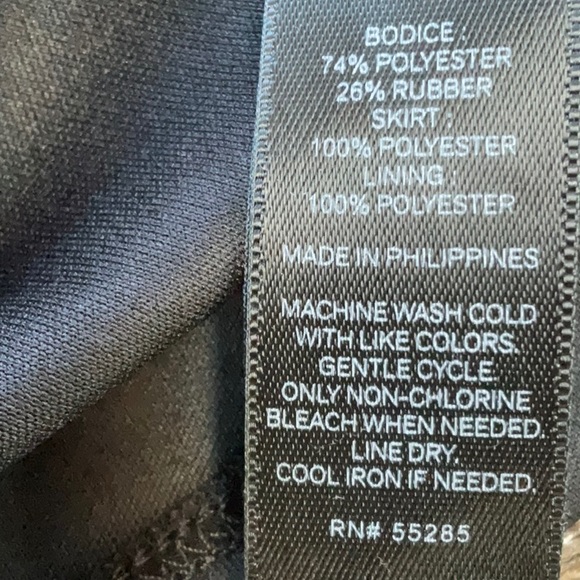 BODICE :
74% POLYESTER
26% RUBBER
SKIRT :
100% POLYESTER
LINING :
100% POLYESTER
MADE IN PHILIPPINES
MACHINE WASH COLD
WITH LIKE COLORS.
GENTLE CYCLE.
ONLY NON-CHLORINE
BLEACH WHEN NEEDED.
LINE DRY.
COOL IRON IF NEEDED.
RN# 55285